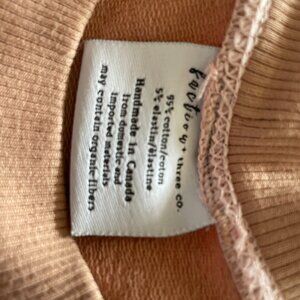 three co.
95% cotton/coton
5% elastin/élastine
Handmade in Canada
from domestic and
imported materials
may contain organic fibers